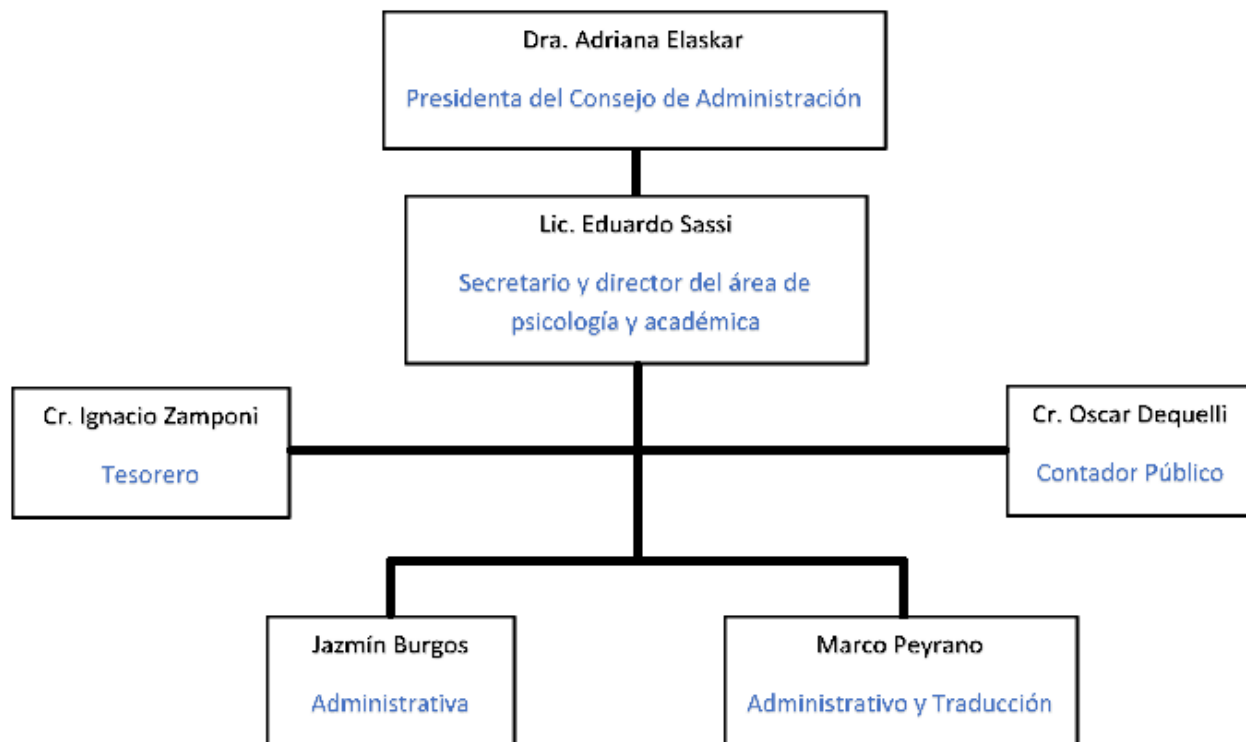 Dra. Adriana Elaskar
Presidenta del Consejo de Administración
Lic. Eduardo Sassi
Secretario y director del área de
psicología y académica
Cr. Ignacio Zamponi
Tesorero
Cr. Oscar Dequelli
Contador Público
Jazmín Burgos
Administrativa
Marco Peyrano
Administrativo y Traducción